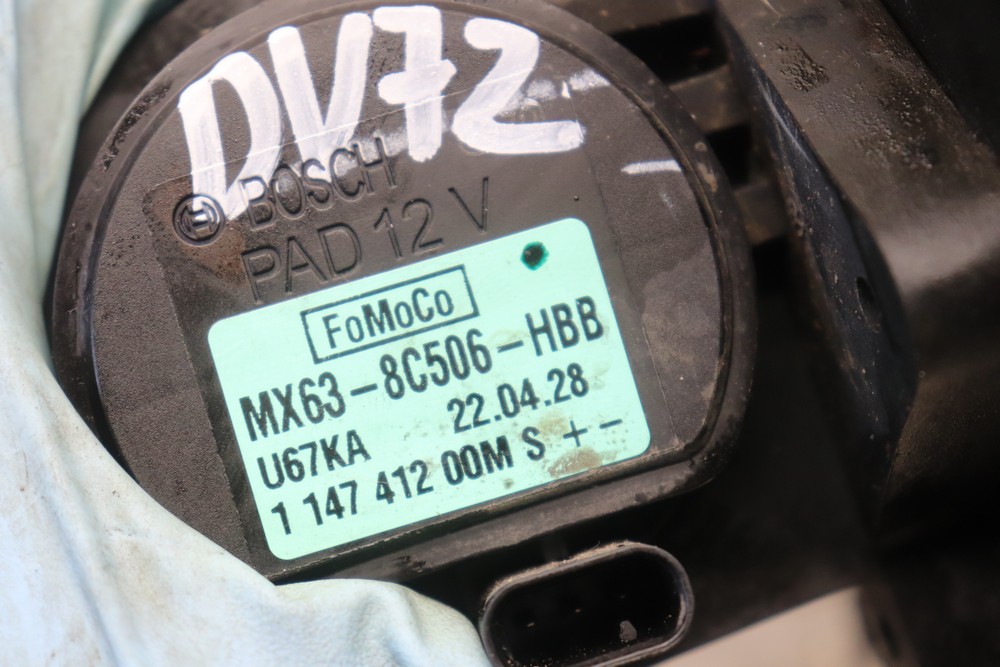 DV72
BOSCH
PAD 12 V
FoMoCo
MX63-8C506-HBB
U67KA 22.04.28
1 147 412 00M S + -